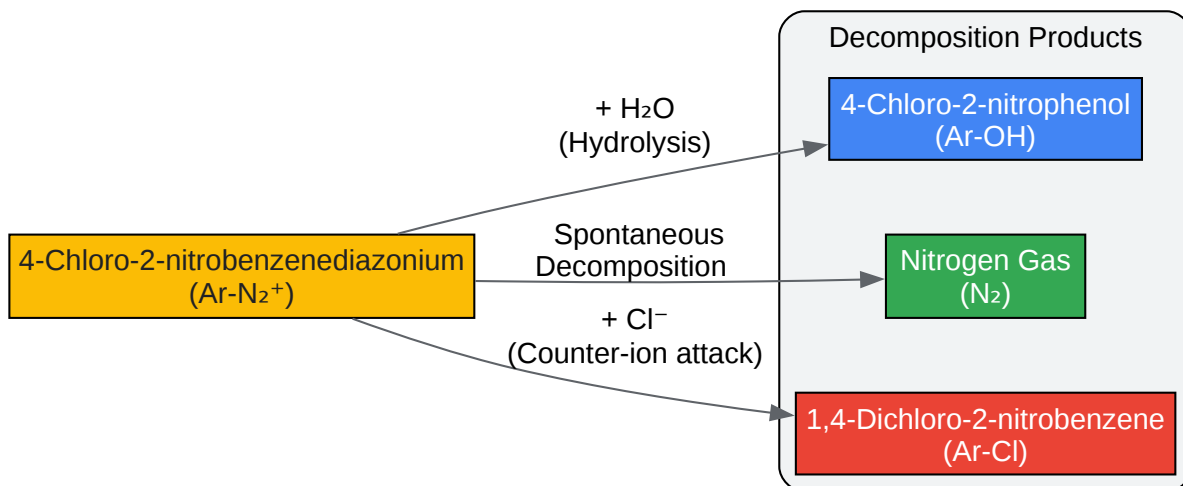 Decomposition Products
4-Chloro-2-nitrophenol
(Ar-OH)
+ H₂O
(Hydrolysis)
4-Chloro-2-nitrobenzenediazonium
(Ar-N₂⁺)
Spontaneous
Decomposition
Nitrogen Gas
(N₂)
+ Cl⁻
(Counter-ion attack)
1,4-Dichloro-2-nitrobenzene
(Ar-Cl)